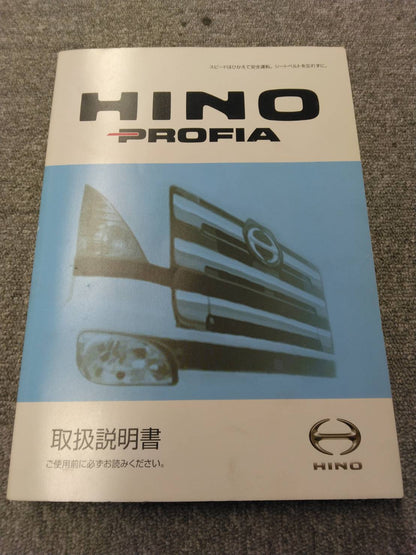 スピードはひかえて安全運転。シートベルトを忘れずに。
HINO
PROFIA
取扱説明書
ご使用前に必ずお読みください。
HINO